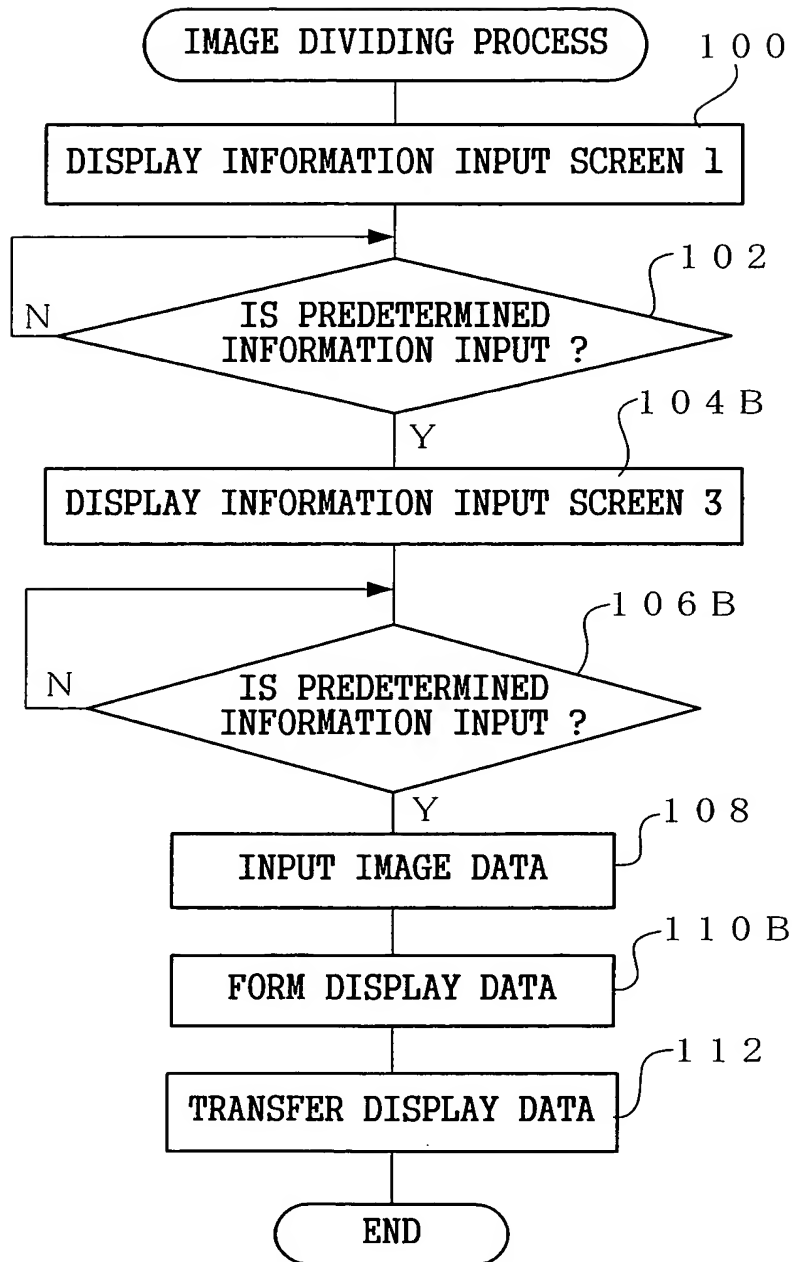 IMAGE DIVIDING PROCESS
100
DISPLAY INFORMATION INPUT SCREEN 1
102
N
IS PREDETERMINED
INFORMATION INPUT ?
Y
104B
DISPLAY INFORMATION INPUT SCREEN 3
106B
N
IS PREDETERMINED
INFORMATION INPUT ?
Y
108
INPUT IMAGE DATA
110B
FORM DISPLAY DATA
112
TRANSFER DISPLAY DATA
END